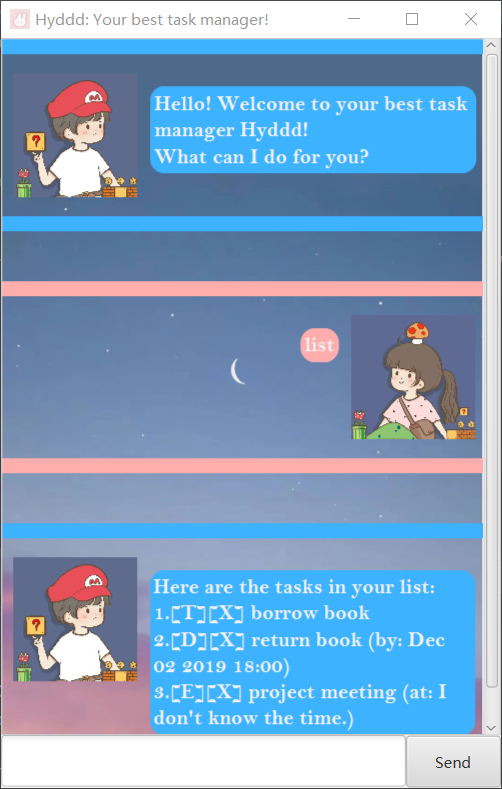 Hyddd: Your best task manager!
Hello! Welcome to your best task
manager Hyddd!
What can I do for you?
list
Here are the tasks in your list:
1.[T][X] borrow book
2.[D][X] return book (by: Dec
02 2019 18:00)
3.[E][X] project meeting (at: I
don't know the time.)
Send